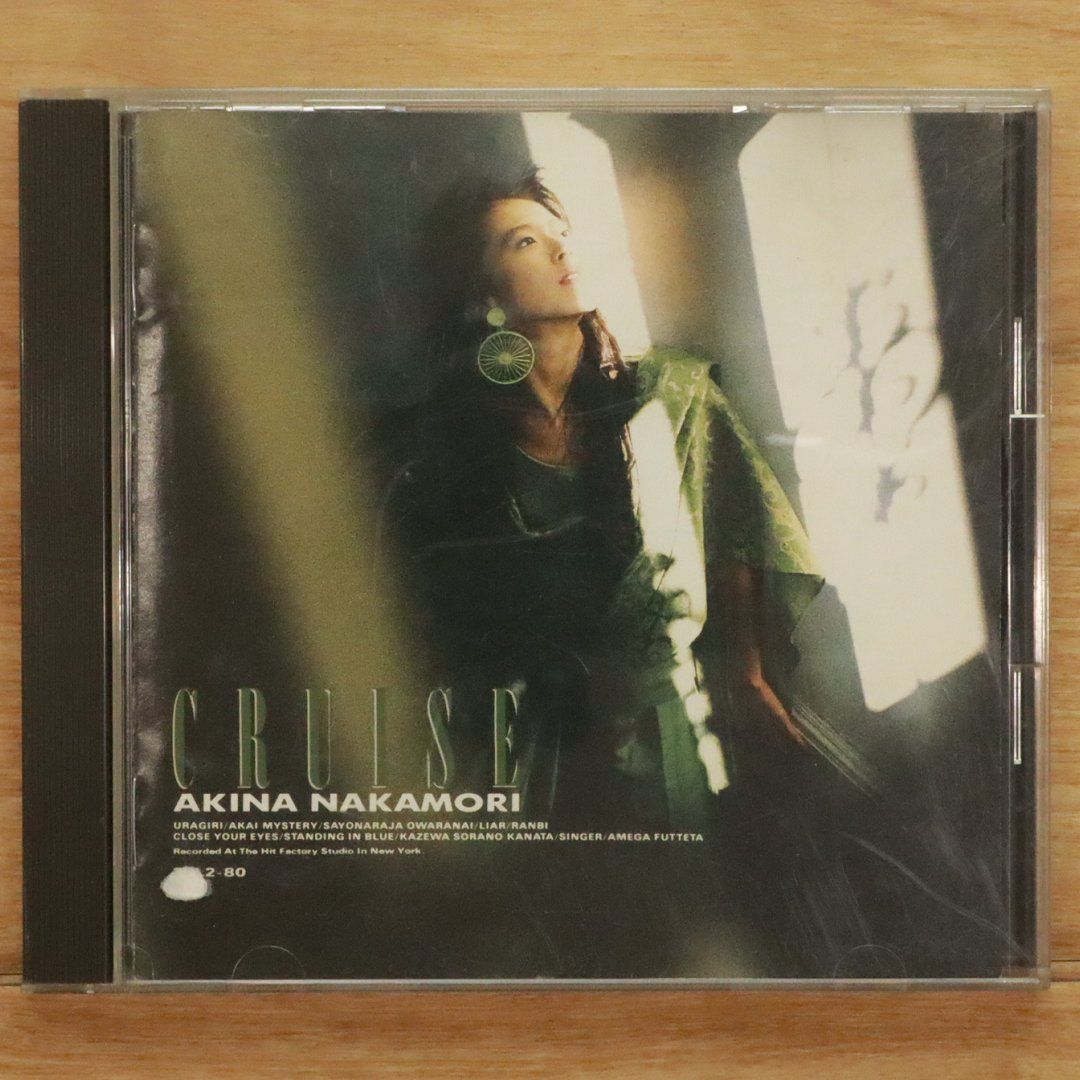 CRUISE
AKINA NAKAMORI
URAGIRI/AKAI MYSTERY/SAYONARAJA OWARANAI/LIAR/RANBI
CLOSE YOUR EYES/STANDING IN BLUE/KAZEWA SORANO KANATA/SINGER/AMEGA FUTTETA
Recorded At The Hit Factory Studio In New York.
2-80